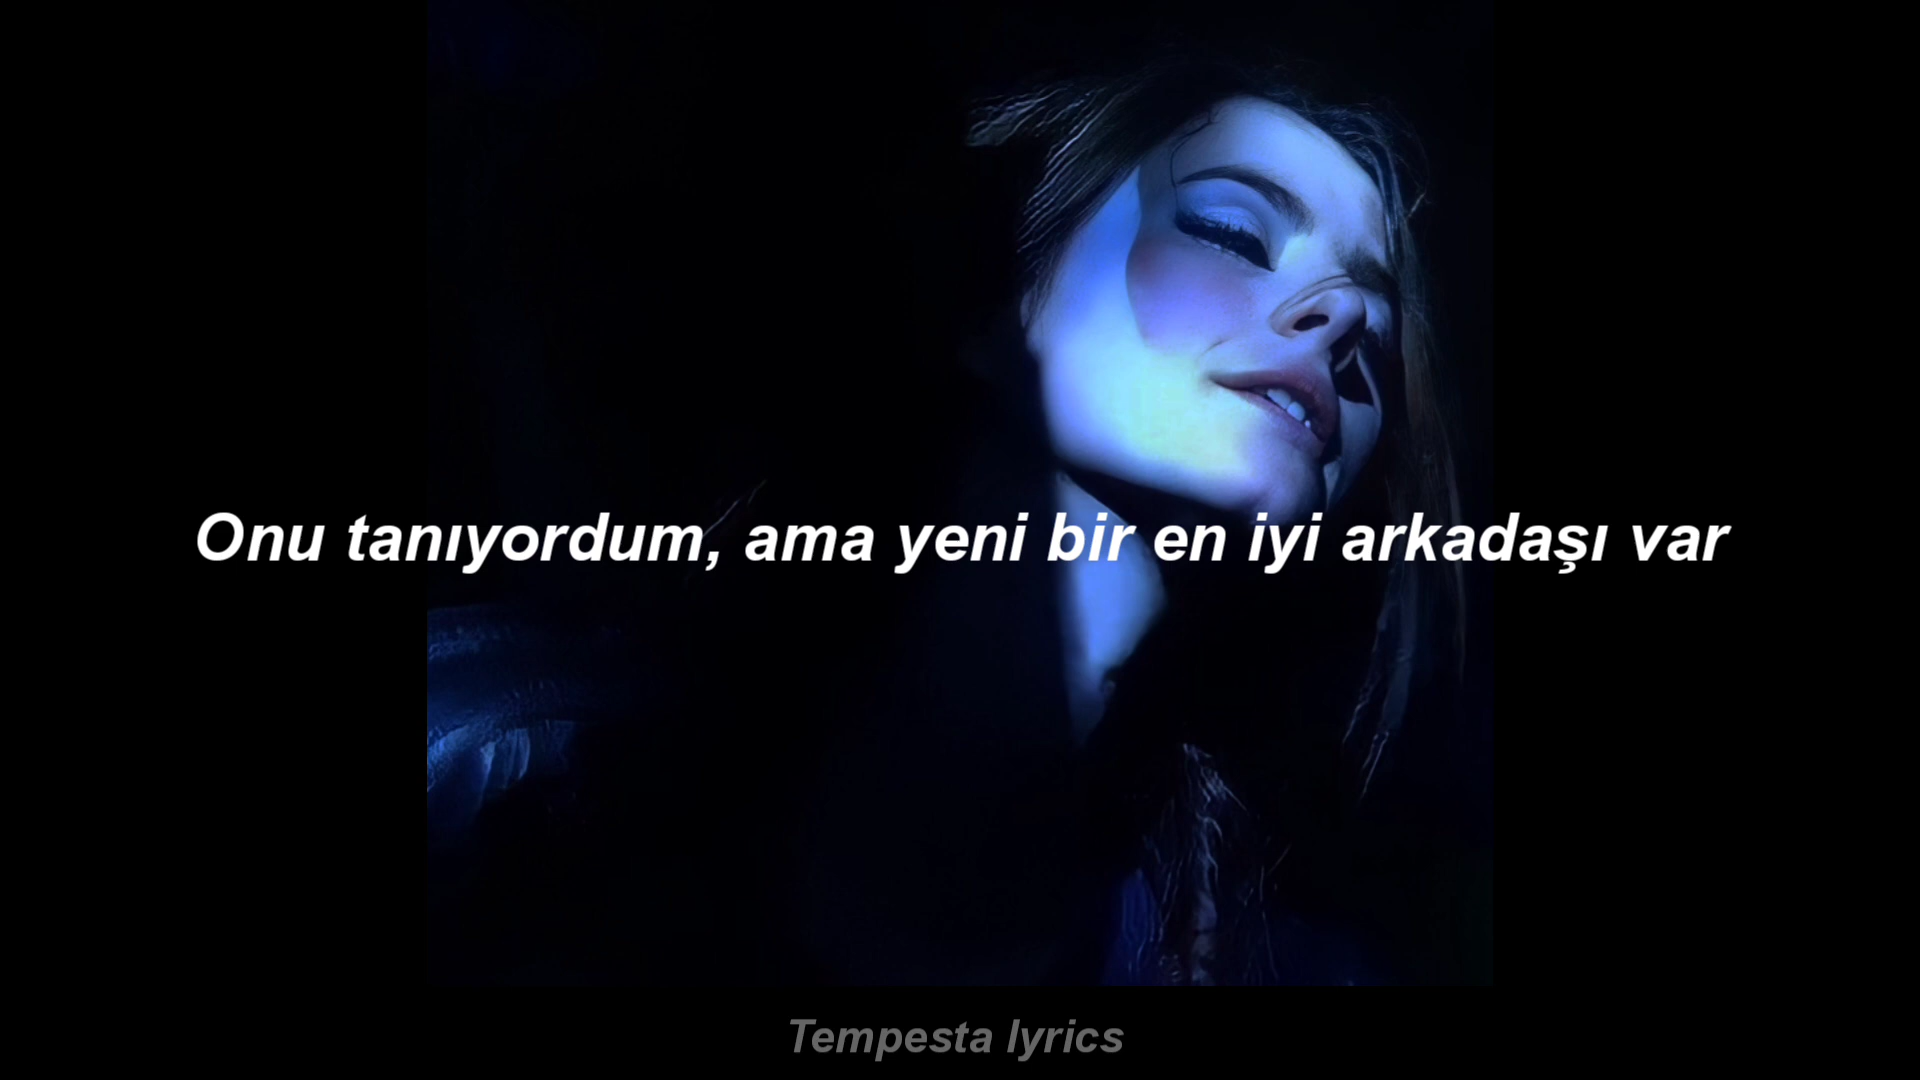 Onu tanıyordum, ama yeni bir en iyi arkadaşı var
Tempesta lyrics